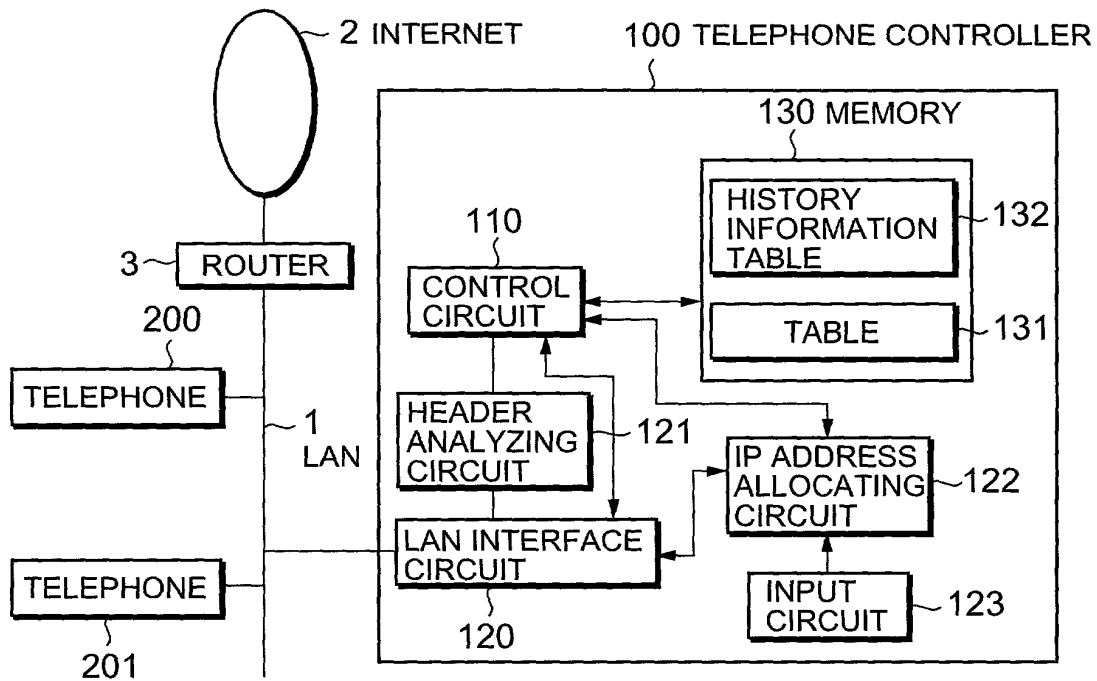 2 INTERNET
100 TELEPHONE CONTROLLER
130 MEMORY
HISTORY
INFORMATION
TABLE
132
110
3
ROUTER
CONTROL
CIRCUIT
TABLE
131
200
TELEPHONE
1
LAN
HEADER
ANALYZING
CIRCUIT
121
IP ADDRESS
ALLOCATING
CIRCUIT
122
LAN INTERFACE
CIRCUIT
120
TELEPHONE
201
INPUT
CIRCUIT
123